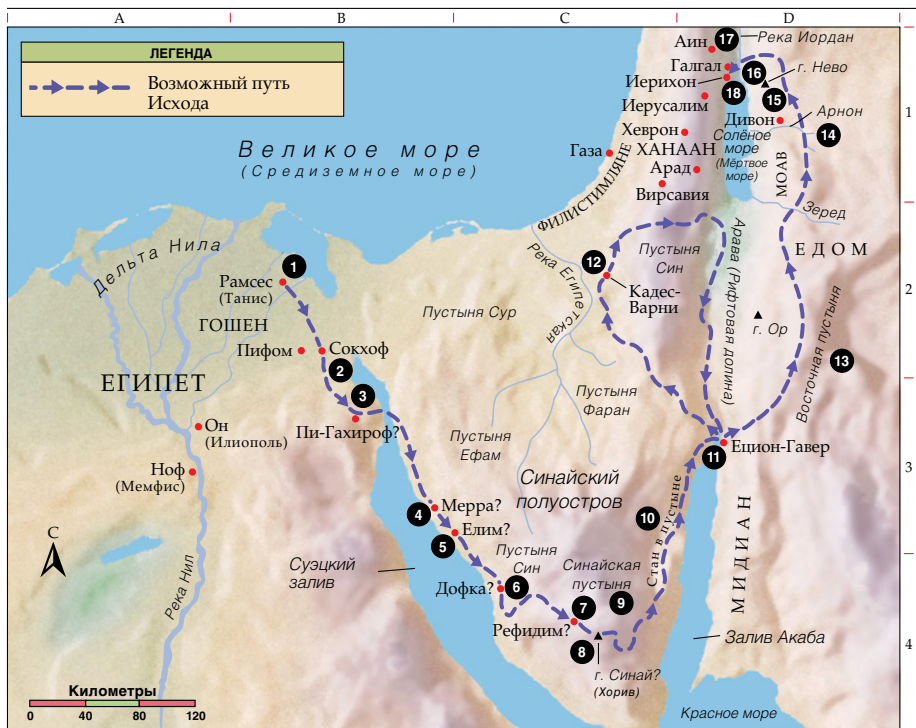 A
B
C
D
1
2
3
4
ЛЕГЕНДА
Возможный путь
Исхода
Великое море
(Средиземное море)
Аин
17
Река Иордан
Галгал
16
г. Нево
Иерихон
18
15
Иерусалим
Дивон
Арнон
14
Хеврон
ХАНААН
Солёное
море
(Мёртвое
море)
Газа
Арад
Вирсавия
МОАВ
ФИЛИСТИМЛЯНЕ
Зеред
ЕДОМ
Дельта Нила
1
Рамсес
(Танис)
ГОШЕН
Пифом
Сокхоф
2
3
Пи-Гахироф?
ЕГИПЕТ
Он
(Илиополь)
Ноф
(Мемфис)
Река Нил
С
Пустыня Сур
Река Египетская
12
Кадес-
Варни
Пустыня
Син
Арава (Рифтовая долина)
г. Ор
Восточная пустыня
13
Пустыня
Фаран
Пустыня
Ефам
Синайский
полуостров
11
Ецион-Гавер
4
Мерра?
5
Елим?
10
Пустыня
Син
6
Дофка?
Синайская
пустыня
7
9
Рефидим?
8
г. Синай?
(Хорив)
Стан в пустыне
МИДИАН
Суэцкий
залив
Залив Акаба
Красное море
Километры
0
40
80
120